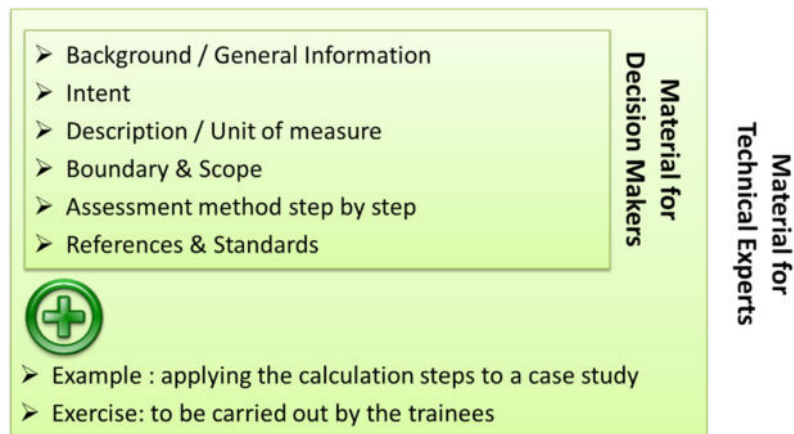 ➤ Background / General Information
➤ Intent
➤ Description / Unit of measure
➤ Boundary & Scope
➤ Assessment method step by step
➤ References & Standards
Material for
Decision Makers
➤ Example : applying the calculation steps to a case study
➤ Exercise: to be carried out by the trainees
Material for
Technical Experts